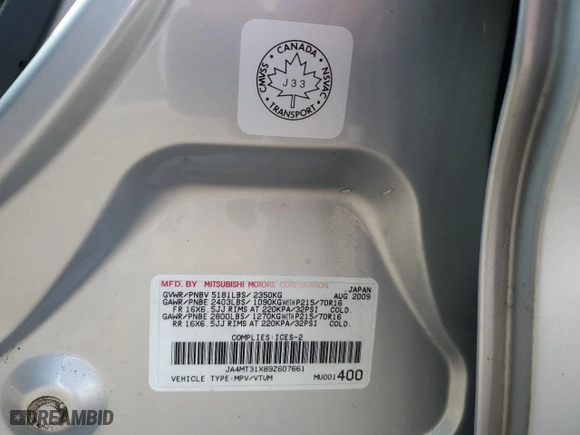 CANADA
CMVSS
NSVAC
J33
TRANSPORT
MFD. BY MITSUBISHI MOTORS CORPORATION JAPAN
GVWR/PNBV 5181LBS/ 2350KG AUG 2009
GAWR/PNBE 2403LBS/ 1090KG WITH P215/70R16
FR 16X6.5JJ RIMS AT 220KPA/32PSI COLD.
GAWR/PNBE 2800LBS/ 1270KG WITH P215/70R16
RR 16X6.5JJ RIMS AT 220KPA/32PSI COLD.
COMPLIES:ICES-2
JA4MT31X89Z607661
VEHICLE TYPE:MPV/VTUM MU001400
DREAMBID